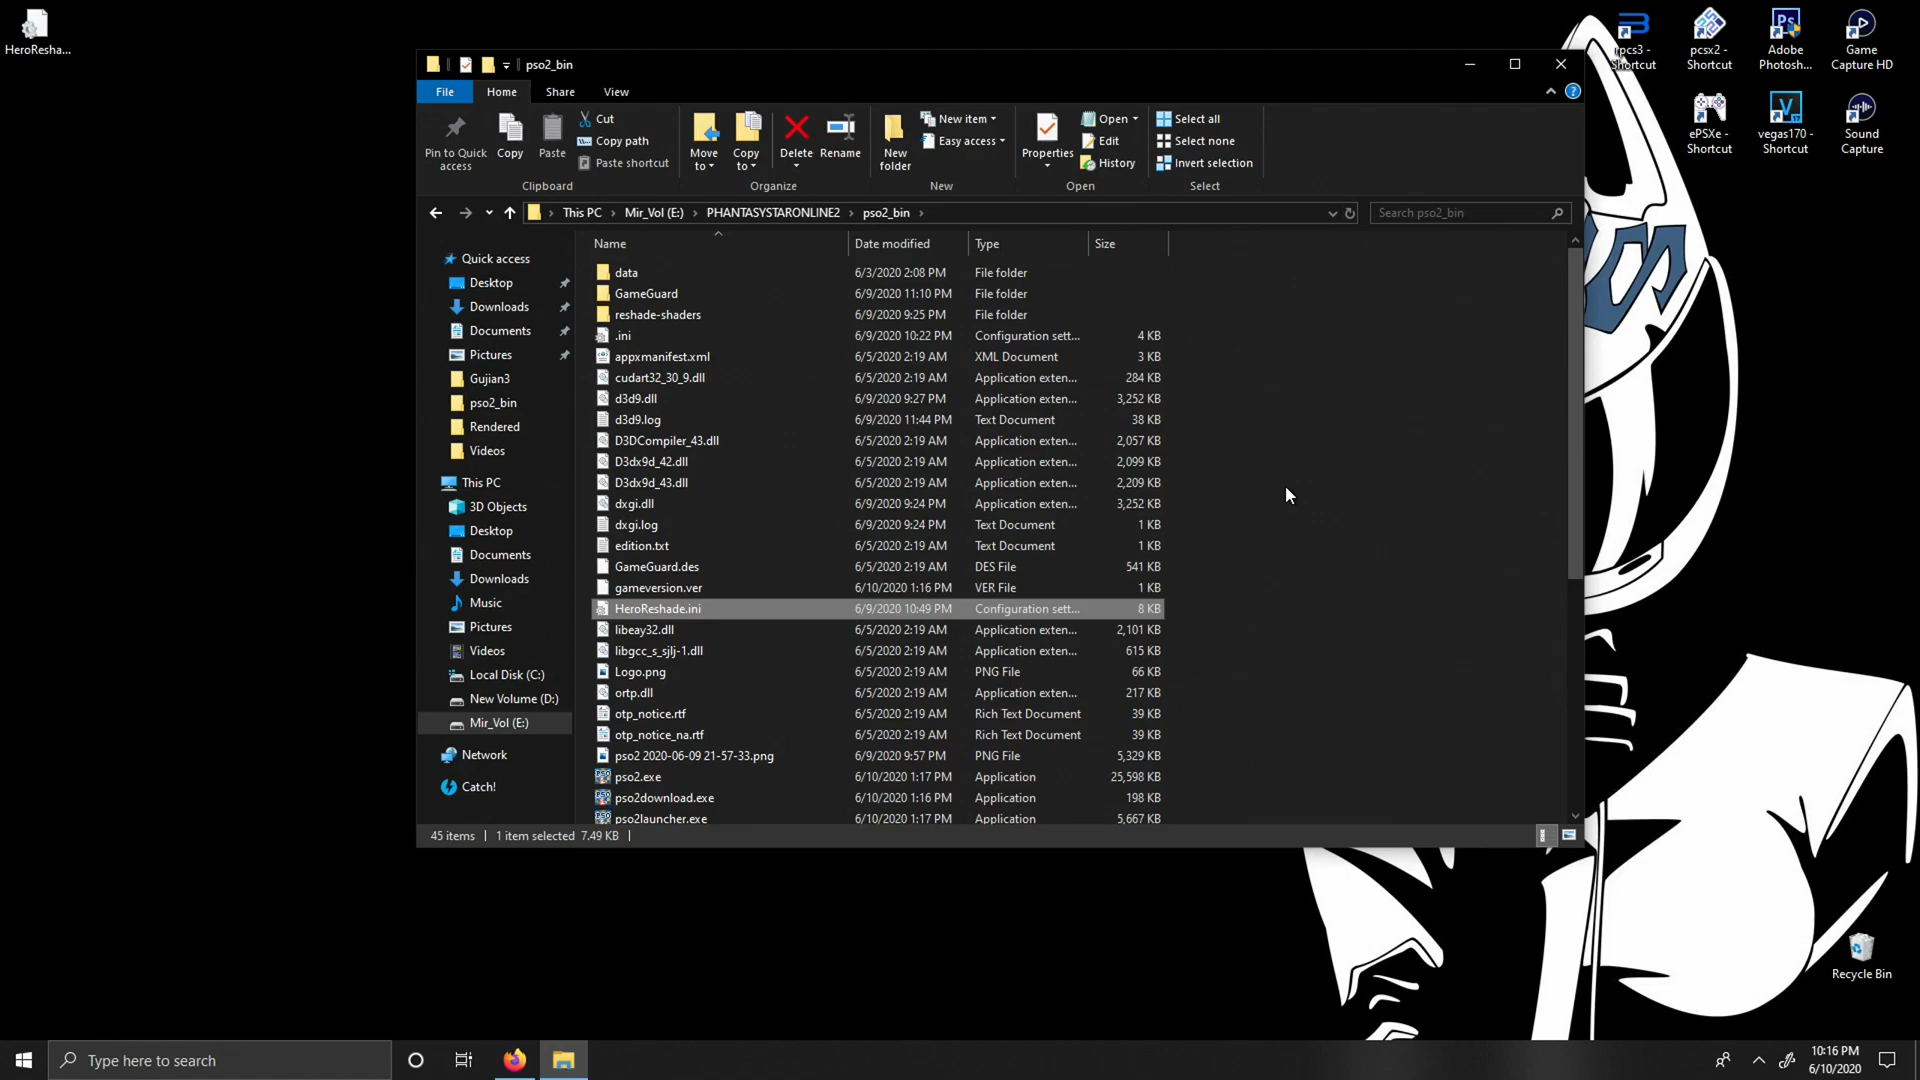 HeroResha...
rpcs3 - Shortcut
pcsx2 - Shortcut
Adobe Photosh...
Game Capture HD
ePSXe - Shortcut
vegas170 - Shortcut
Sound Capture
Recycle Bin
pso2_bin
File Home Share View
Pin to Quick access
Copy
Paste
Cut
Copy path
Paste shortcut
Clipboard
Move to
Copy to
Delete
Rename
Organize
New folder
New item
Easy access
New
Properties
Open
Edit
History
Open
Select all
Select none
Invert selection
Select
This PC > Mir_Vol (E:) > PHANTASYSTARONLINE2 > pso2_bin >
Search pso2_bin
Quick access
Desktop
Downloads
Documents
Pictures
Gujian3
pso2_bin
Rendered
Videos
This PC
3D Objects
Desktop
Documents
Downloads
Music
Pictures
Videos
Local Disk (C:)
New Volume (D:)
Mir_Vol (E:)
Network
Catch!
Name Date modified Type Size
data 6/3/2020 2:08 PM File folder
GameGuard 6/9/2020 11:10 PM File folder
reshade-shaders 6/9/2020 9:25 PM File folder
.ini 6/9/2020 10:22 PM Configuration sett... 4 KB
appxmanifest.xml 6/5/2020 2:19 AM XML Document 3 KB
cudart32_30_9.dll 6/5/2020 2:19 AM Application exten... 284 KB
d3d9.dll 6/9/2020 9:27 PM Application exten... 3,252 KB
d3d9.log 6/9/2020 11:44 PM Text Document 38 KB
D3DCompiler_43.dll 6/5/2020 2:19 AM Application exten... 2,057 KB
D3dx9d_42.dll 6/5/2020 2:19 AM Application exten... 2,099 KB
D3dx9d_43.dll 6/5/2020 2:19 AM Application exten... 2,209 KB
dxgi.dll 6/9/2020 9:24 PM Application exten... 3,252 KB
dxgi.log 6/9/2020 9:24 PM Text Document 1 KB
edition.txt 6/5/2020 2:19 AM Text Document 1 KB
GameGuard.des 6/5/2020 2:19 AM DES File 541 KB
gameversion.ver 6/10/2020 1:16 PM VER File 1 KB
HeroReshade.ini 6/9/2020 10:49 PM Configuration sett... 8 KB
libeay32.dll 6/5/2020 2:19 AM Application exten... 2,101 KB
libgcc_s_sjlj-1.dll 6/5/2020 2:19 AM Application exten... 615 KB
Logo.png 6/5/2020 2:19 AM PNG File 66 KB
ortp.dll 6/5/2020 2:19 AM Application exten... 217 KB
otp_notice.rtf 6/5/2020 2:19 AM Rich Text Document 39 KB
otp_notice_na.rtf 6/5/2020 2:19 AM Rich Text Document 39 KB
pso2 2020-06-09 21-57-33.png 6/9/2020 9:57 PM PNG File 5,329 KB
pso2.exe 6/10/2020 1:17 PM Application 25,598 KB
pso2download.exe 6/10/2020 1:16 PM Application 198 KB
pso2launcher.exe 6/10/2020 1:17 PM Application 5,667 KB
45 items 1 item selected 7.49 KB
Type here to search
10:16 PM
6/10/2020